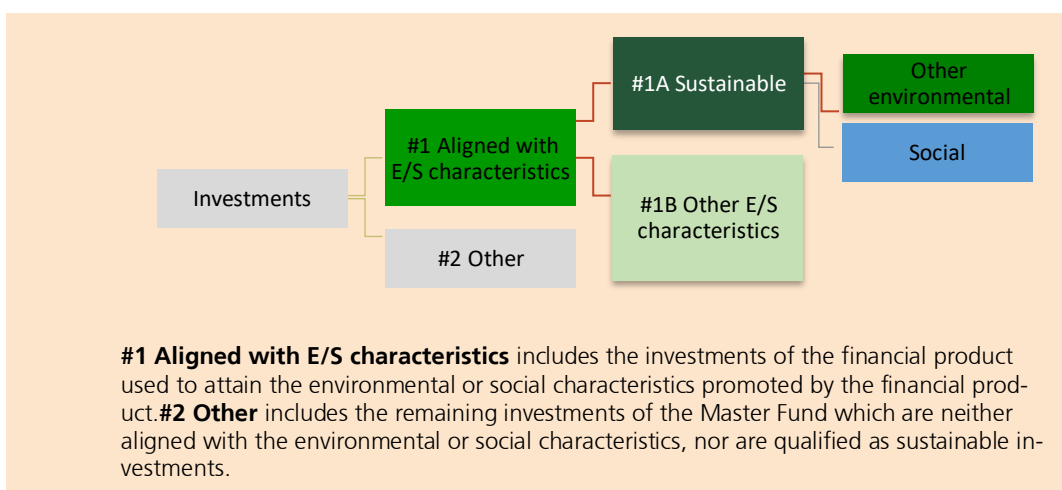 Investments
#1 Aligned with
E/S characteristics
#2 Other
#1A Sustainable
#1B Other E/S
characteristics
Other
environmental
Social
#1 Aligned with E/S characteristics includes the investments of the financial product
used to attain the environmental or social characteristics promoted by the financial prod-
uct.#2 Other includes the remaining investments of the Master Fund which are neither
aligned with the environmental or social characteristics, nor are qualified as sustainable in-
vestments.